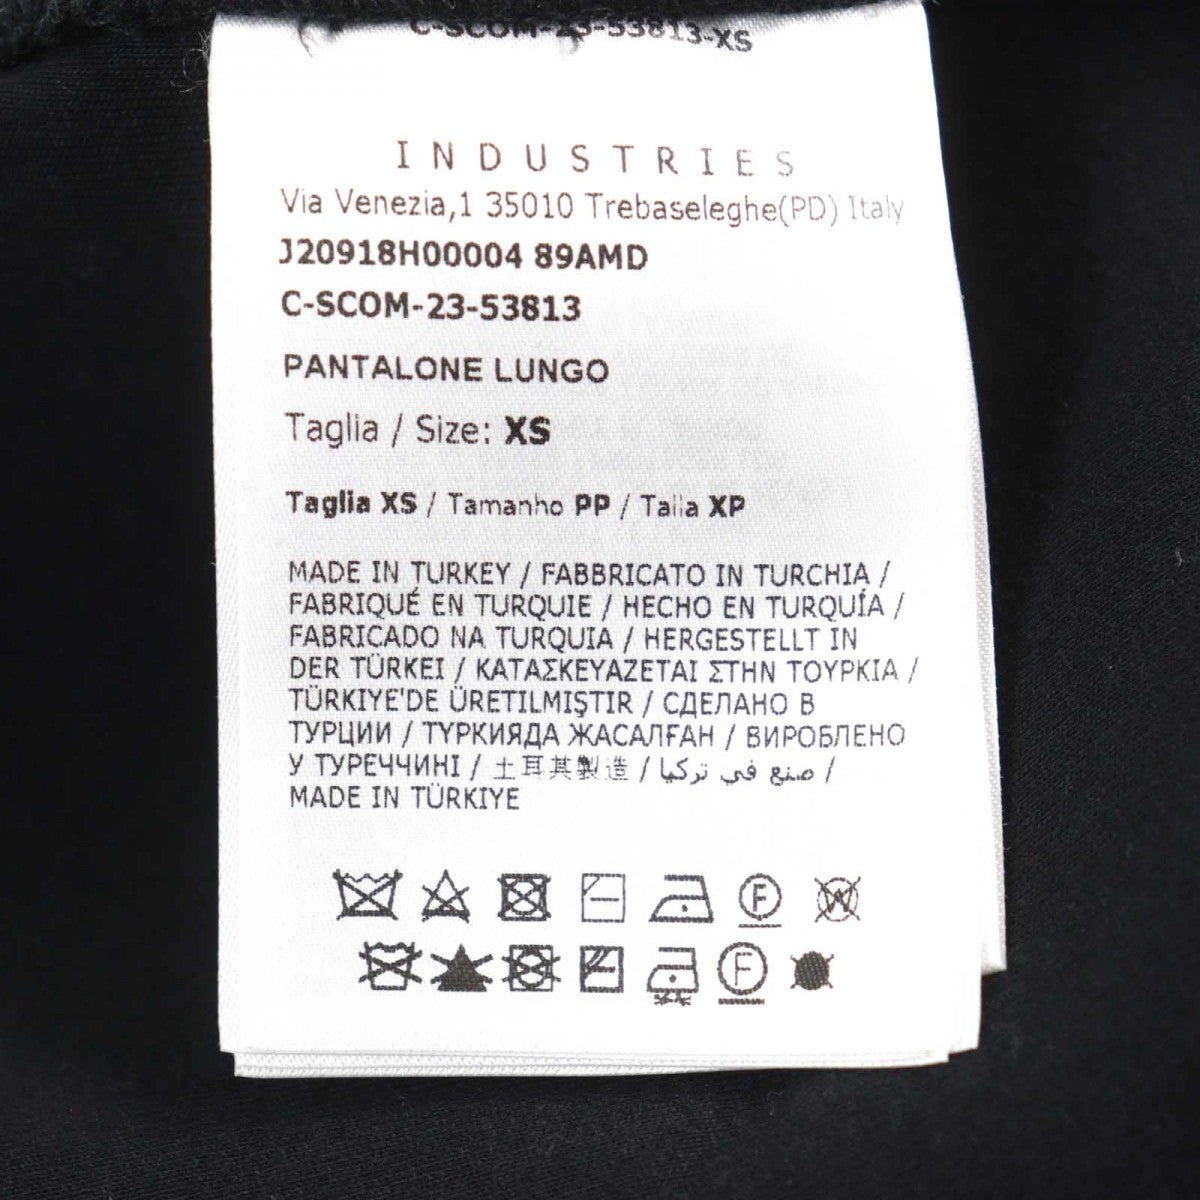 C-SCOM-23-53813-XS
INDUSTRIES
Via Venezia,1 35010 Trebaseleghe(PD) Italy
J20918H00004 89AMD
C-SCOM-23-53813
PANTALONE LUNGO
Taglia / Size: XS
Taglia XS / Tamanho PP / Talla XP
MADE IN TURKEY / FABBRICATO IN TURCHIA /
FABRIQUÉ EN TURQUIE / HECHO EN TURQUÍA /
FABRICADO NA TURQUIA / HERGESTELLT IN
DER TÜRKEI / ΚΑΤΑΣΚΕΥΑΖΕΤΑΙ ΣΤΗΝ ΤΟΥΡΚΙΑ /
TÜRKIYE'DE ÜRETILMIŞTIR / СДЕЛАНО В
ТУРЦИИ / ТҮРКИЯДА ЖАСАЛҒАН / ВИРОБЛЕНО
У ТУРЕЧЧИНІ / 土耳其製造 / صنع في تركيا /
MADE IN TÜRKIYE
F W
F